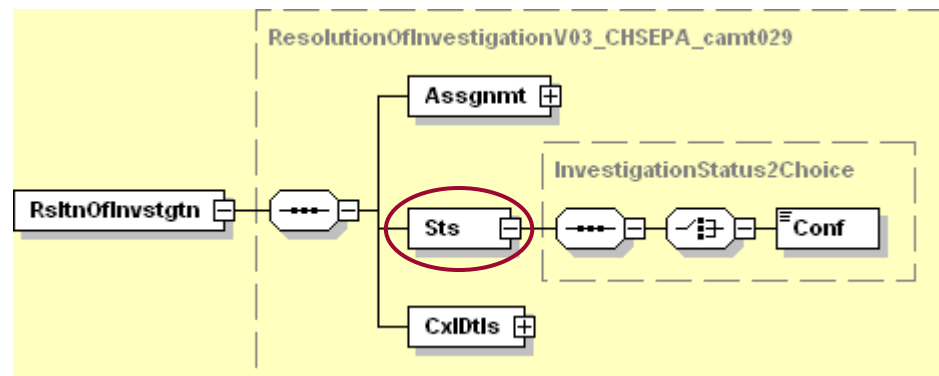 ResolutionOfInvestigationV03_CHSEPA_camt029
Assgnmt
InvestigationStatus2Choice
RsltnOfInvstgtn
Sts
Conf
CxlDtls